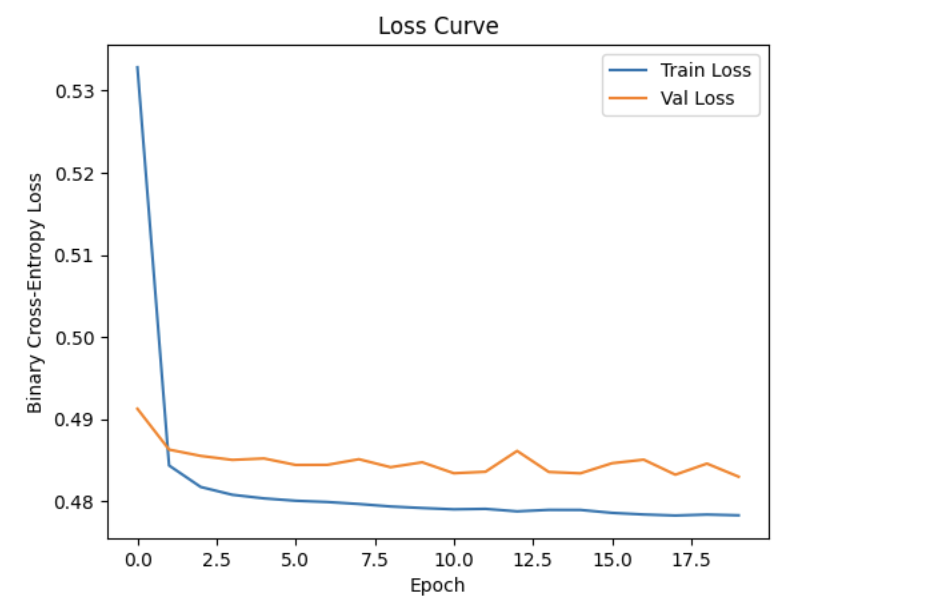 Loss Curve
Train Loss
Val Loss
Binary Cross-Entropy Loss
0.53
0.52
0.51
0.50
0.49
0.48
0.0 2.5 5.0 7.5 10.0 12.5 15.0 17.5
Epoch